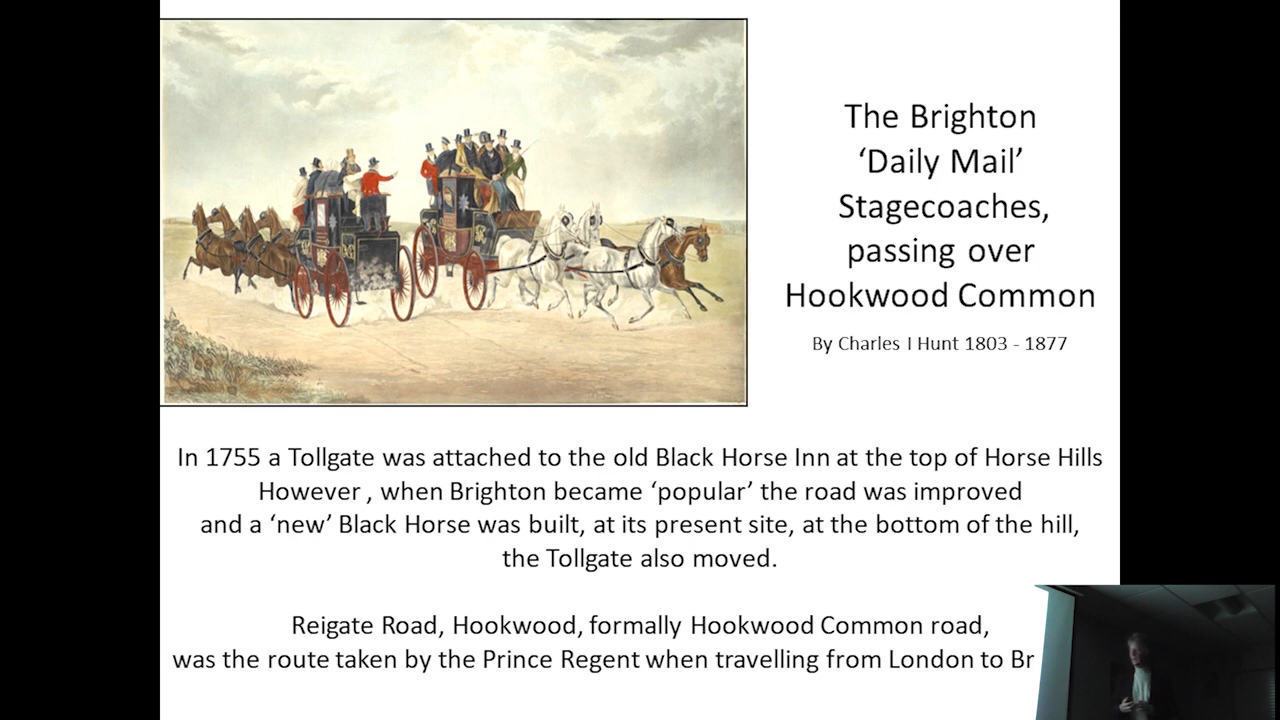 The Brighton
‘Daily Mail’
Stagecoaches,
passing over
Hookwood Common
By Charles I Hunt 1803 - 1877
In 1755 a Tollgate was attached to the old Black Horse Inn at the top of Horse Hills
However , when Brighton became ‘popular’ the road was improved
and a ‘new’ Black Horse was built, at its present site, at the bottom of the hill,
the Tollgate also moved.
Reigate Road, Hookwood, formally Hookwood Common road,
was the route taken by the Prince Regent when travelling from London to Br